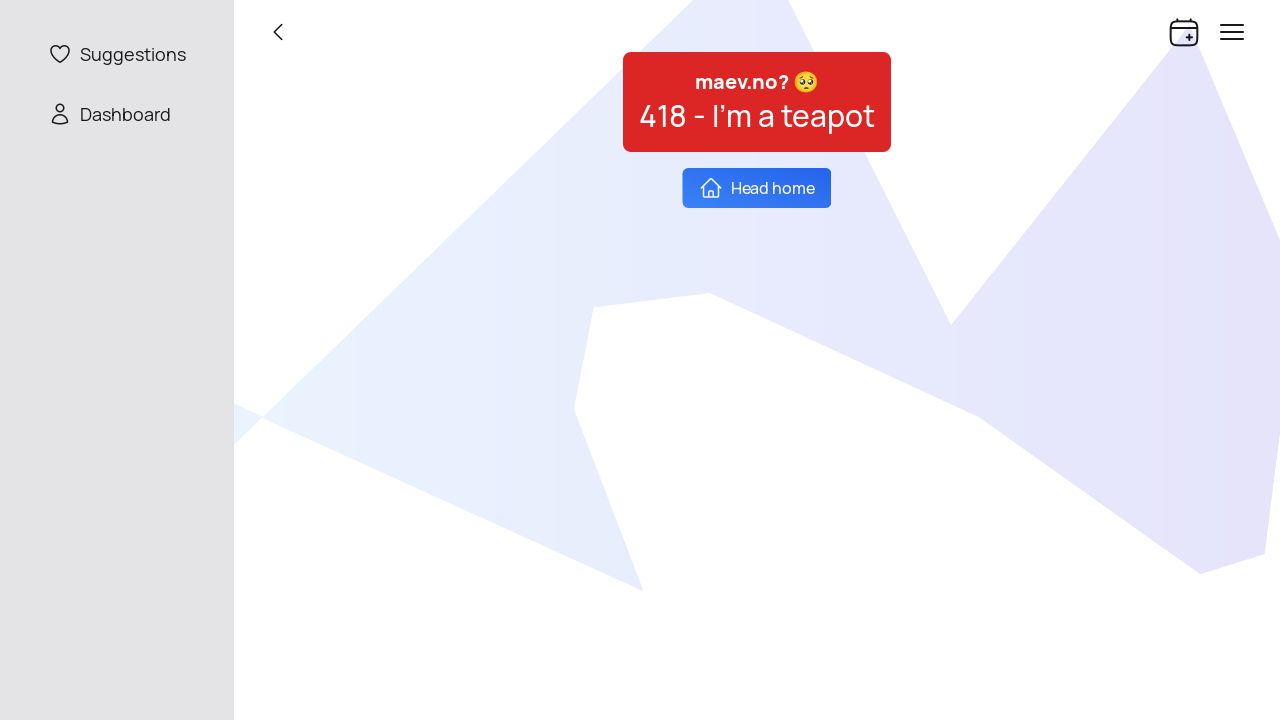 Suggestions
Dashboard
maev.no? 🥺
418 - I'm a teapot
Head home